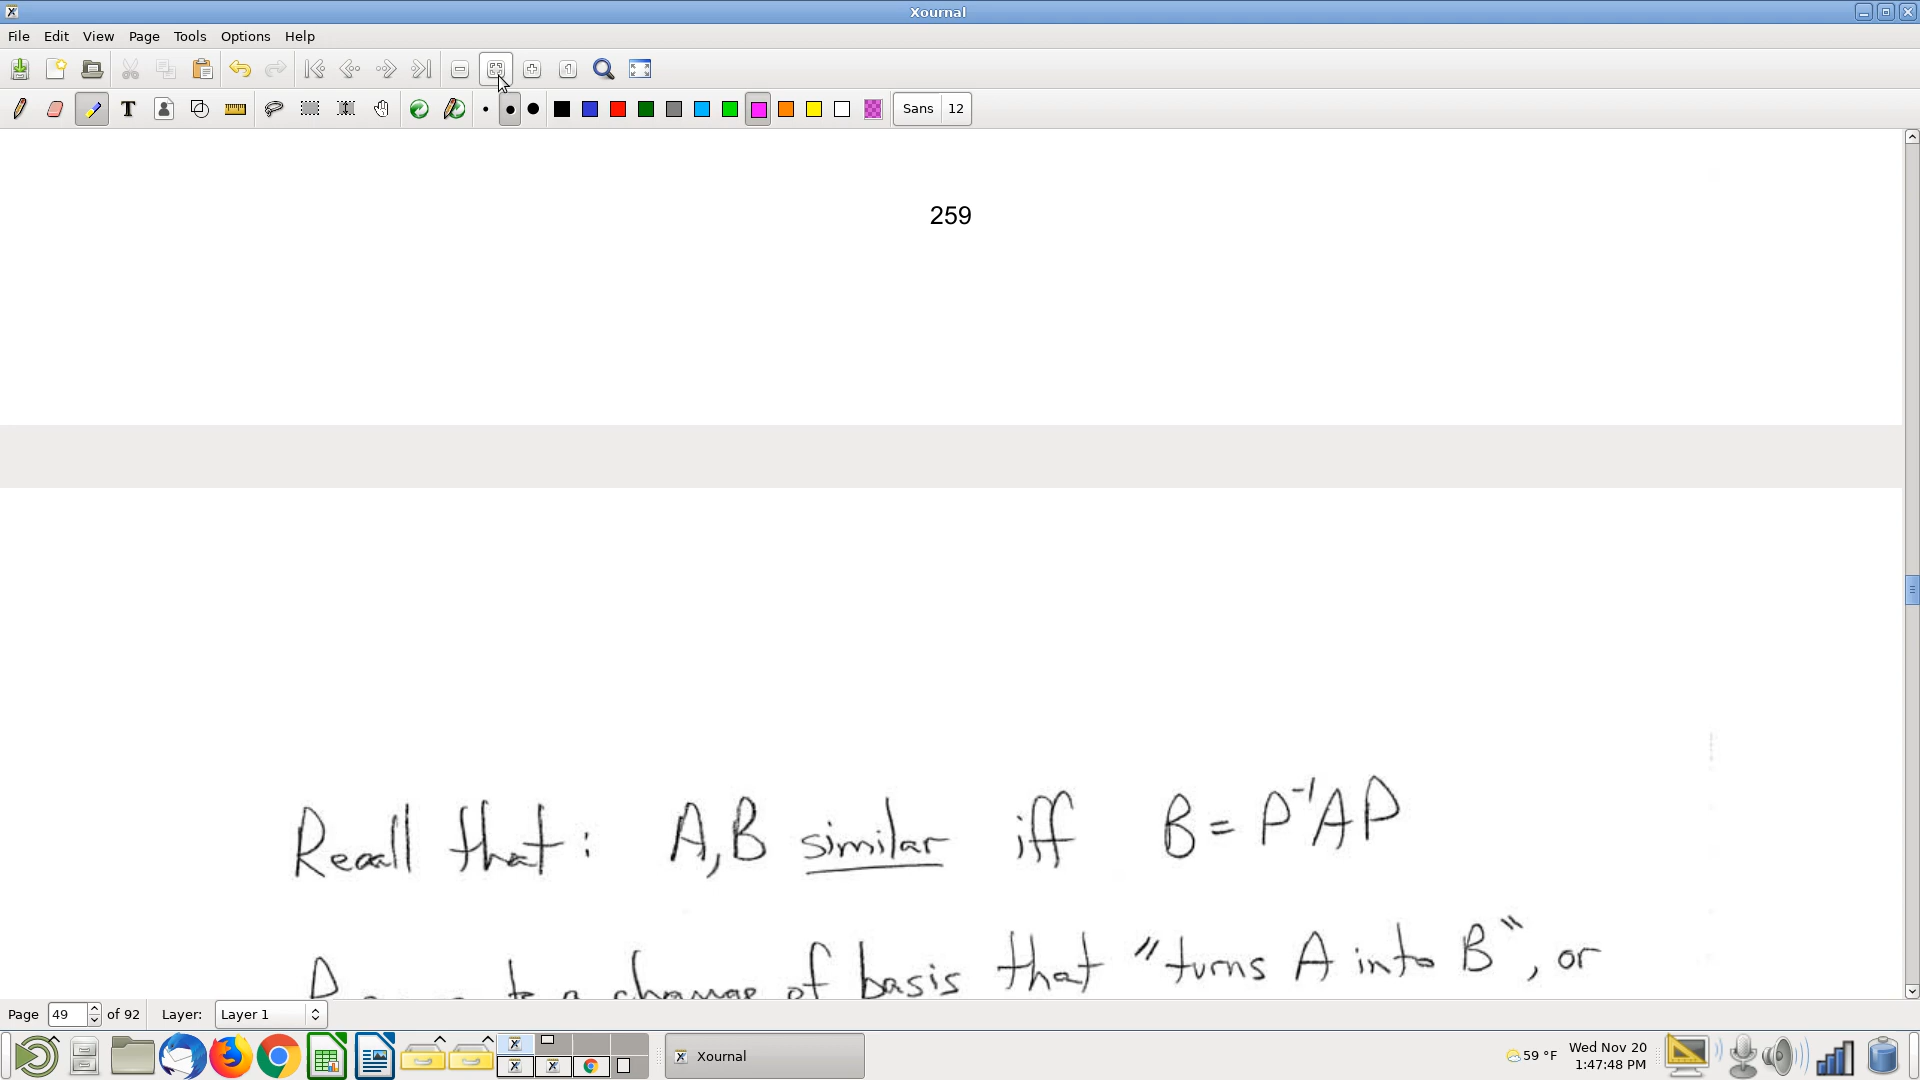 Xournal
File Edit View Page Tools Options Help
Sans 12
259
Recall that: A,B similar iff B = P⁻¹AP
to a change of basis that "turns A into B", or
Page 49 of 92 Layer: Layer 1
Xournal
59 °F
Wed Nov 20
1:47:48 PM